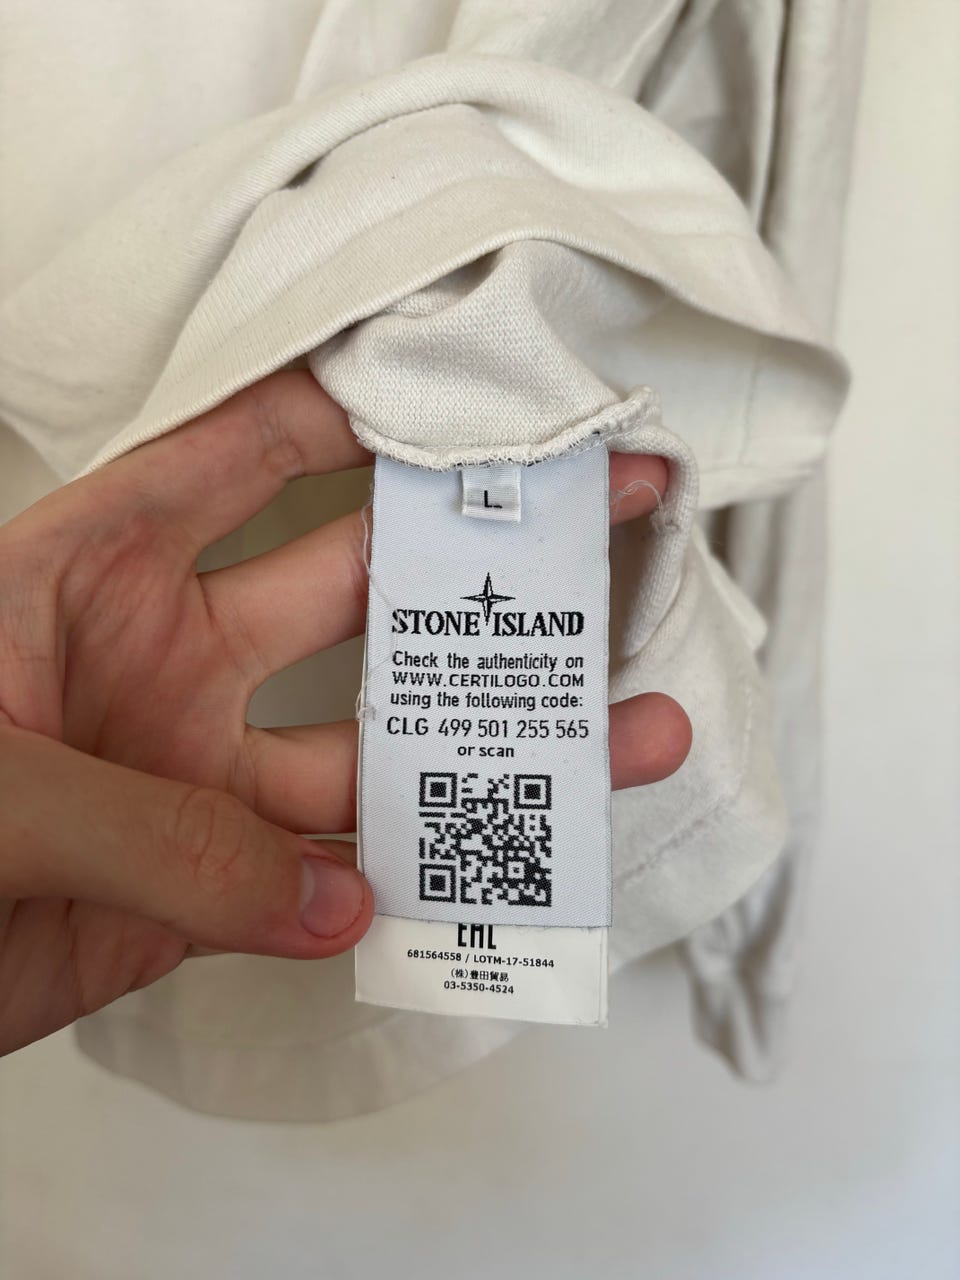 L
STONE ISLAND
Check the authenticity on
WWW.CERTILOGO.COM
using the following code:
CLG 499 501 255 565
or scan
EAC
681564558 / LOTM-17-51844
(株)豊田貿易
03-5350-4524